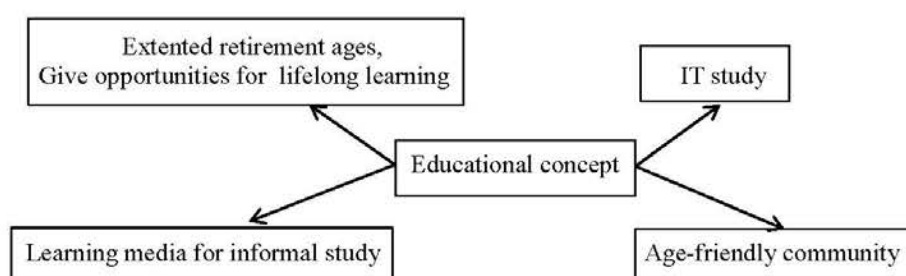 Extented retirement ages,
Give opportunities for lifelong learning
IT study
Educational concept
Learning media for informal study
Age-friendly community